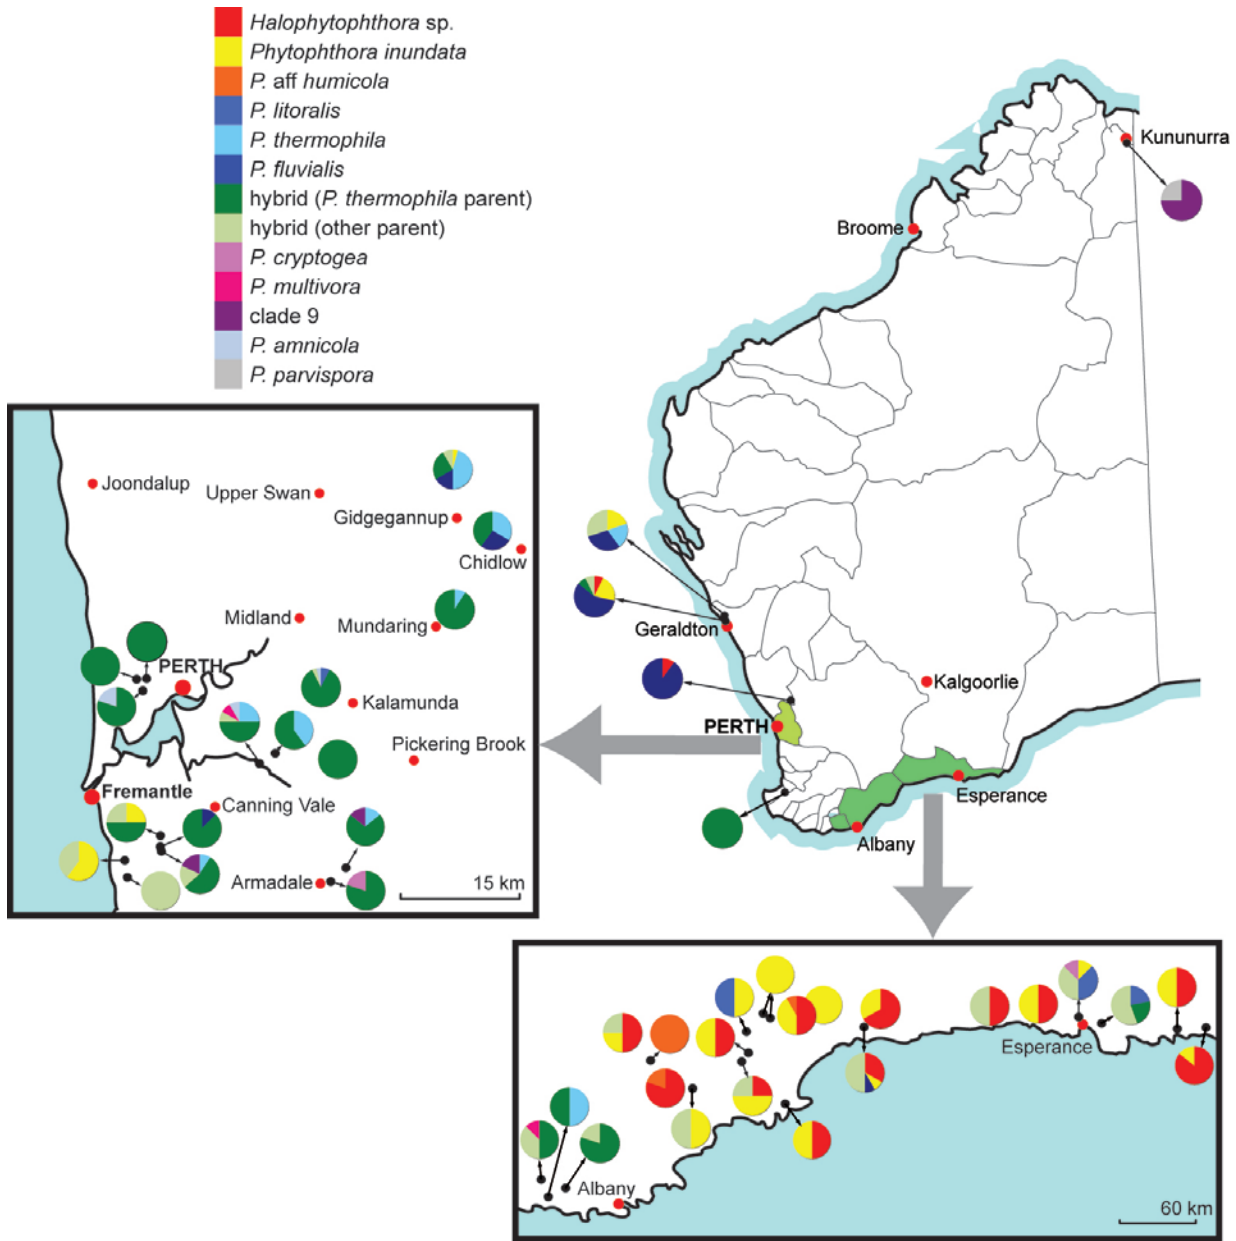 Halophytophthora sp.
Phytophthora inundata
P. aff humicola
P. litoralis
P. thermophila
P. fluvialis
hybrid (P. thermophila parent)
hybrid (other parent)
P. cryptogea
P. multivora
clade 9
P. amnicola
P. parvispora
Kununurra
Broome
Geraldton
Kalgoorlie
PERTH
Esperance
Albany
Joondalup
Upper Swan
Gidgegannup
Chidlow
Midland
Mundaring
PERTH
Kalamunda
Pickering Brook
Fremantle
Canning Vale
Armadale
15 km
Esperance
Albany
60 km